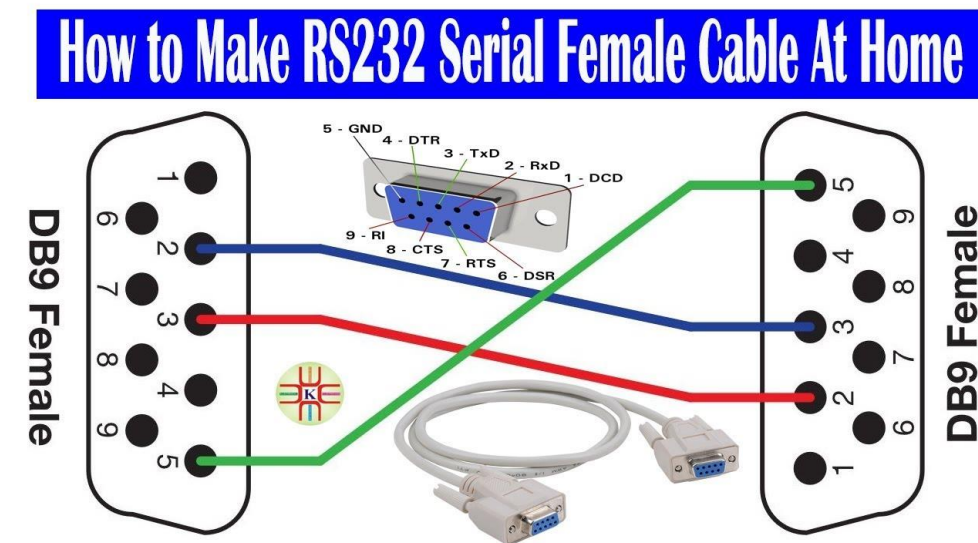 How to Make RS232 Serial Female Cable At Home
5 - GND
4 - DTR
3 - TxD
2 - RxD
1 - DCD
9 - RI
8 - CTS
7 - RTS
6 - DSR
DB9 Female
1
6
2
7
3
8
4
9
5
K
5
9
4
8
3
7
2
6
1
DB9 Female